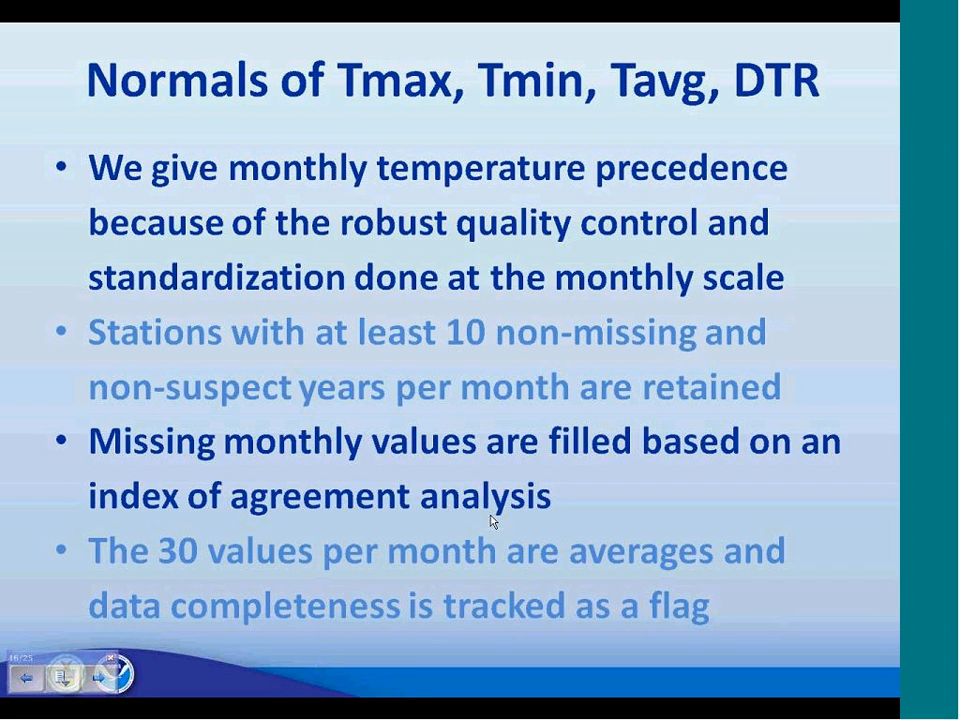 Normals of Tmax, Tmin, Tavg, DTR
• We give monthly temperature precedence
because of the robust quality control and
standardization done at the monthly scale
• Stations with at least 10 non-missing and
non-suspect years per month are retained
• Missing monthly values are filled based on an
index of agreement analysis
• The 30 values per month are averages and
data completeness is tracked as a flag
16/25